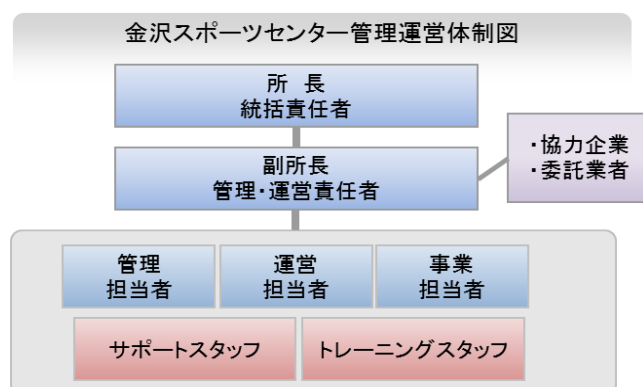 金沢スポーツセンター管理運営体制図
所 長
統括責任者
副所長
管理・運営責任者
・協力企業
・委託業者
管理
担当者
運営
担当者
事業
担当者
サポートスタッフ
トレーニングスタッフ